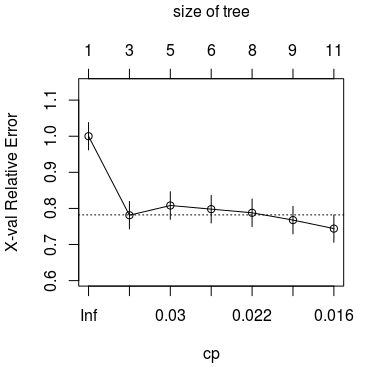 size of tree
1 3 5 6 8 9 11
X-val Relative Error
1.1
1.0
0.9
0.8
0.7
0.6
Inf 0.03 0.022 0.016
cp